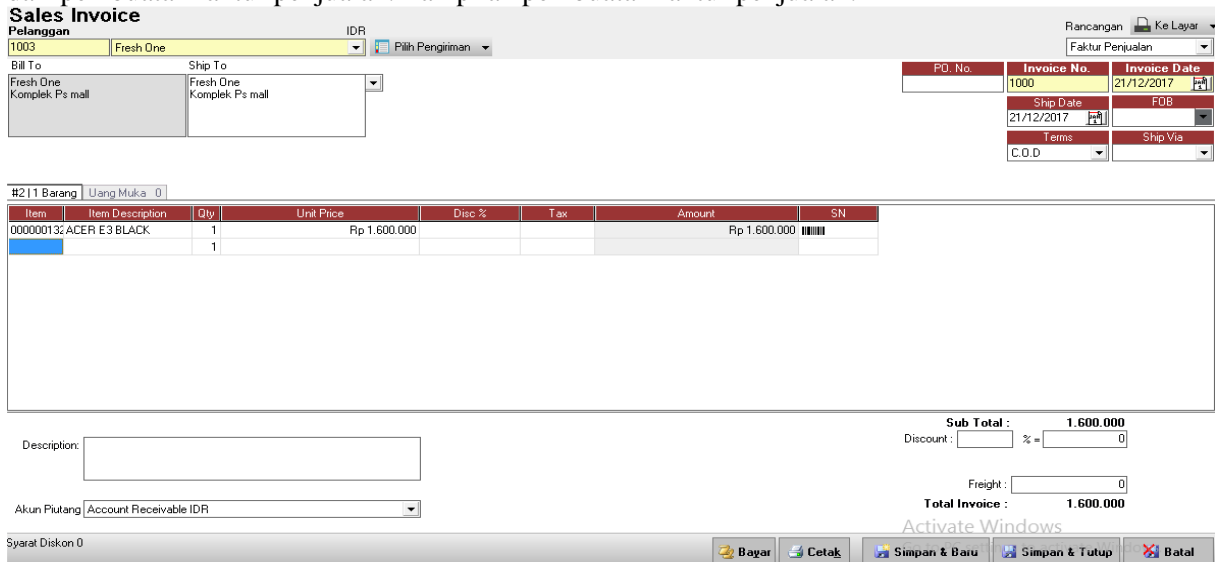 Sales Invoice
Pelanggan IDR Rancangan Ke Layar
1003 Fresh One Pilih Pengiriman Faktur Penjualan
Bill To Ship To PO. No. Invoice No. Invoice Date
Fresh One Fresh One 1000 21/12/2017
Komplek Ps mall Komplek Ps mall
Ship Date FOB
21/12/2017
Terms Ship Via
C.O.D
#2|1 Barang Uang Muka 0
Item Item Description Qty Unit Price Disc % Tax Amount SN
000000132 ACER E3 BLACK 1 Rp 1.600.000 Rp 1.600.000
1
Sub Total : 1.600.000
Description: Discount : % = 0
Freight : 0
Akun Piutang Account Receivable IDR Total Invoice : 1.600.000
Activate Windows
Syarat Diskon 0
Bayar Cetak Simpan & Baru Simpan & Tutup Batal